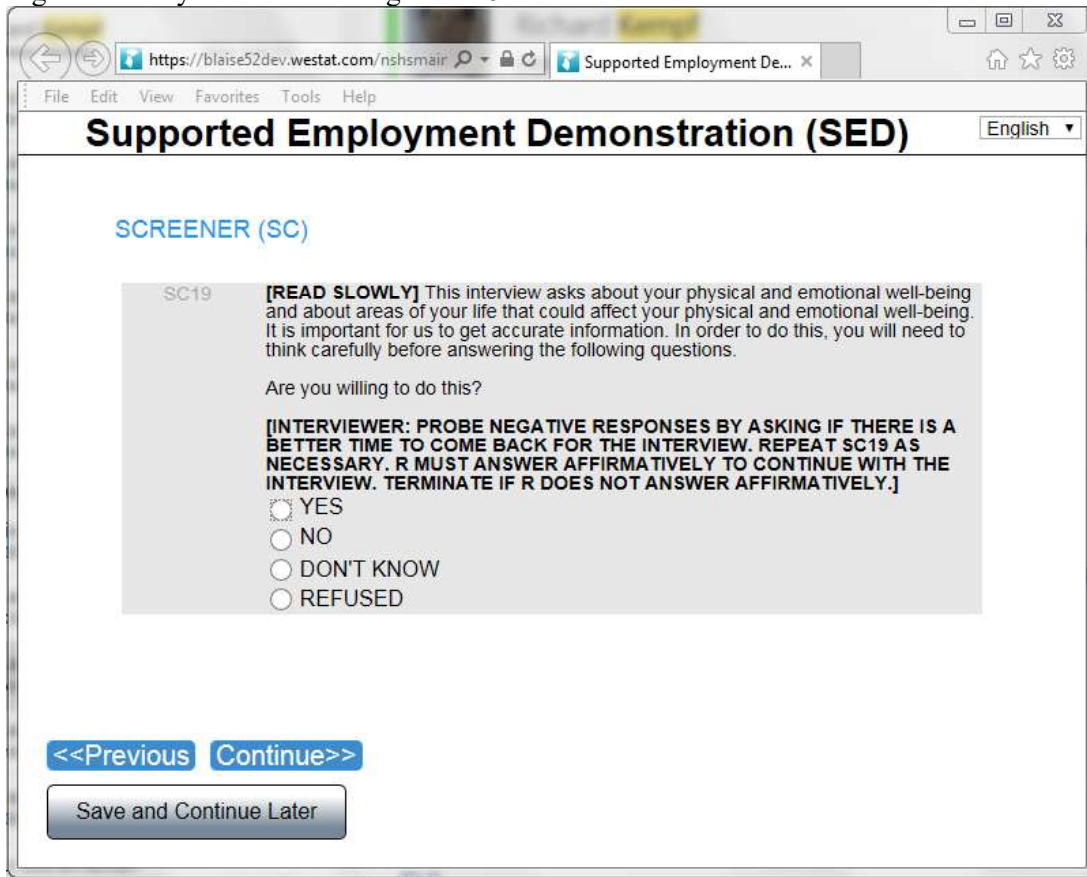 Richard Kempf
https://blaise52dev.westat.com/nshsmair
Supported Employment De... ×
File Edit View Favorites Tools Help
Supported Employment Demonstration (SED)
English
SCREENER (SC)
SC19
[READ SLOWLY] This interview asks about your physical and emotional well-being
and about areas of your life that could affect your physical and emotional well-being.
It is important for us to get accurate information. In order to do this, you will need to
think carefully before answering the following questions.
Are you willing to do this?
[INTERVIEWER: PROBE NEGATIVE RESPONSES BY ASKING IF THERE IS A
BETTER TIME TO COME BACK FOR THE INTERVIEW. REPEAT SC19 AS
NECESSARY. R MUST ANSWER AFFIRMATIVELY TO CONTINUE WITH THE
INTERVIEW. TERMINATE IF R DOES NOT ANSWER AFFIRMATIVELY.]
YES
NO
DON'T KNOW
REFUSED
<<Previous Continue>>
Save and Continue Later